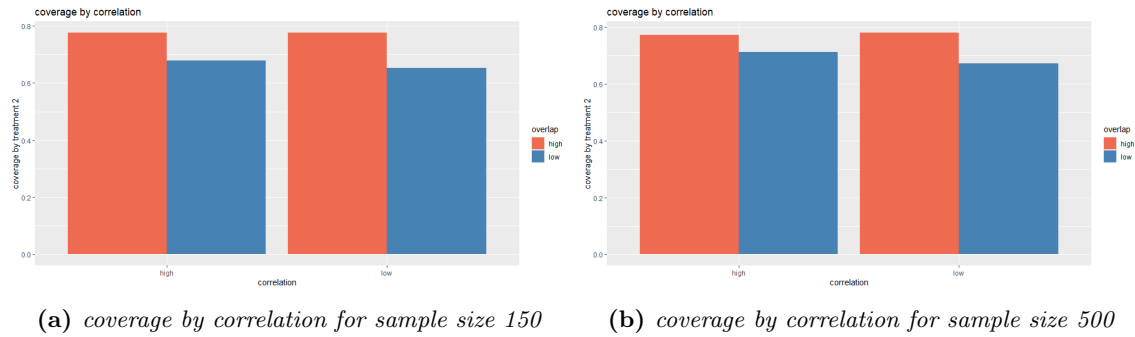 coverage by correlation
0.8
0.6
0.4
0.2
0.0
coverage by treatment 2
high
low
correlation
overlap
high
low
(a) coverage by correlation for sample size 150
coverage by correlation
0.8
0.6
0.4
0.2
0.0
coverage by treatment 2
high
low
correlation
overlap
high
low
(b) coverage by correlation for sample size 500